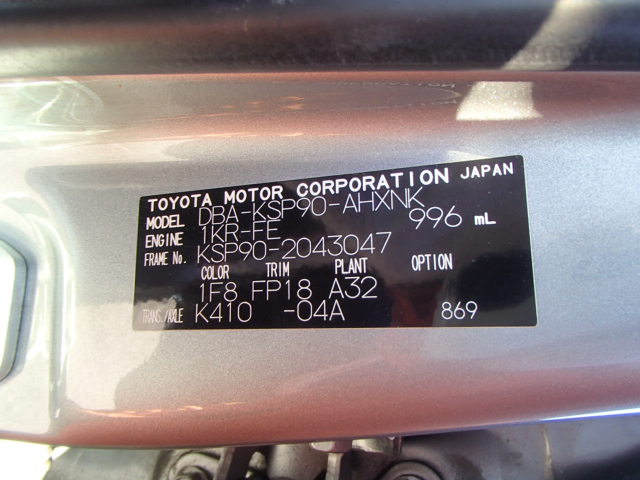 TOYOTA MOTOR CORPORATION JAPAN
MODEL DBA-KSP90-AHXNK
ENGINE 1KR-FE 996 mL
FRAME No. KSP90-2043047
COLOR TRIM PLANT OPTION
1F8 FP18 A32
TRANS./AXLE K410 -04A 869